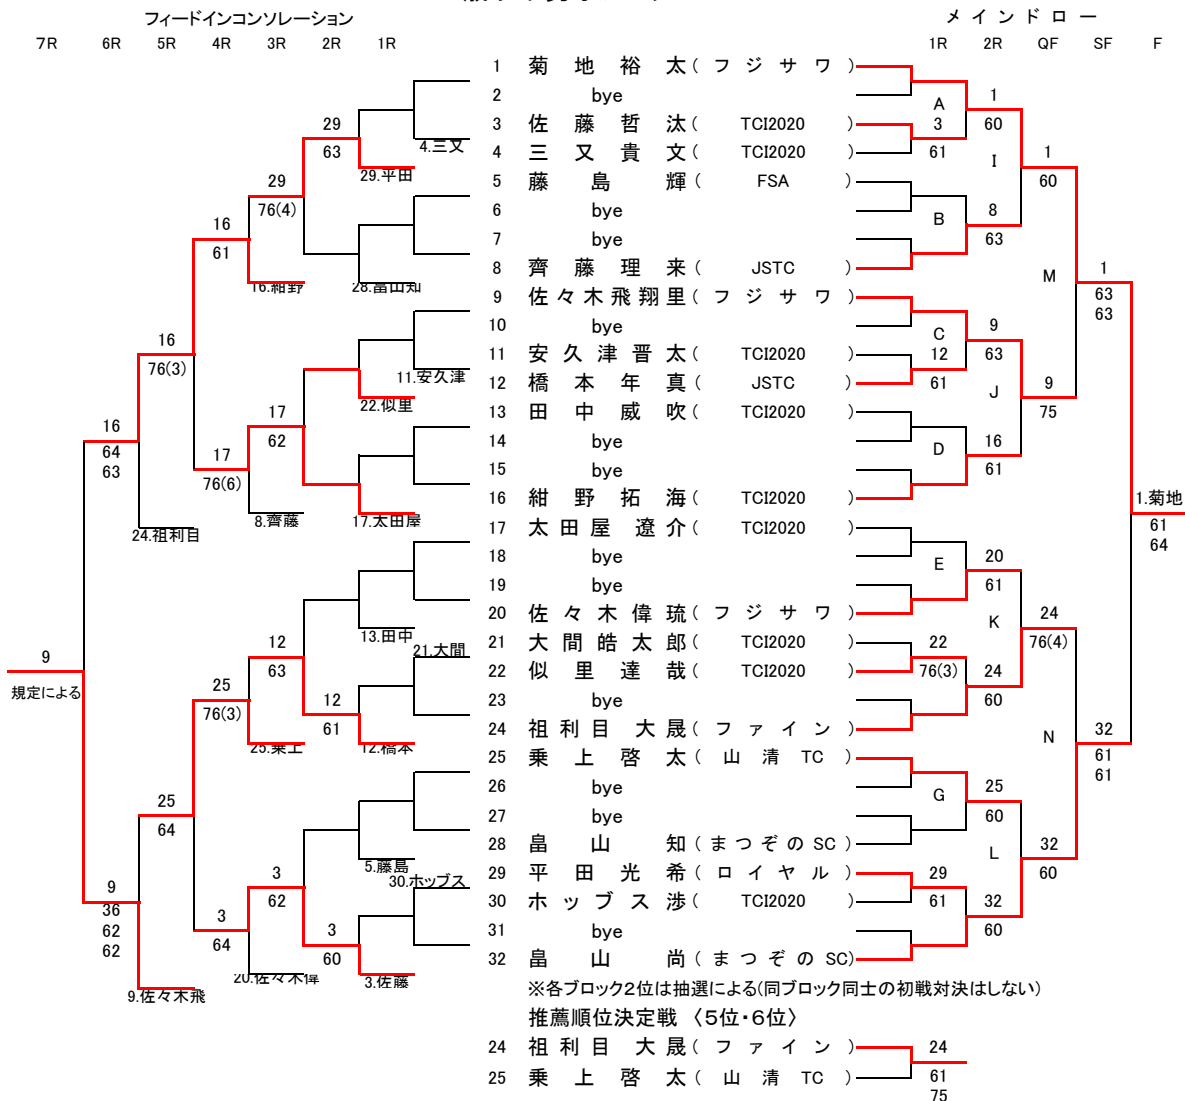 フィードインコンソレーション
メインドロー
7R 6R 5R 4R 3R 2R 1R
1R 2R QF SF F
1 菊地裕太 (フジサワ)
2 bye
3 佐藤哲汰 (TCI2020)
4 三又貴文 (TCI2020)
5 藤島輝 (FSA)
6 bye
7 bye
8 齊藤理来 (JSTC)
9 佐々木飛翔里 (フジサワ)
10 bye
11 安久津晋太 (TCI2020)
12 橋本年真 (JSTC)
13 田中威吹 (TCI2020)
14 bye
15 bye
16 紺野拓海 (TCI2020)
17 太田屋遼介 (TCI2020)
18 bye
19 bye
20 佐々木偉琉 (フジサワ)
21 大間皓太郎 (TCI2020)
22 似里達哉 (TCI2020)
23 bye
24 祖利目大晟 (ファイン)
25 乗上啓太 (山清TC)
26 bye
27 bye
28 畠山知 (まつぞのSC)
29 平田光希 (ロイヤル)
30 ホップス渉 (TCI2020)
31 bye
32 畠山尚 (まつぞのSC)
※各ブロック2位は抽選による(同ブロック同士の初戦対決はしない)
推薦順位決定戦 〈5位・6位〉
24 祖利目大晟 (ファイン)
25 乗上啓太 (山清TC)
24
61
75
A
3
61
B
C
12
61
D
E
22
76(3)
G
29
61
1
60
I
8
63
9
63
J
16
61
20
61
K
24
60
25
60
L
32
60
1
60
M
9
75
24
76(4)
N
32
60
1
63
63
32
61
61
1.菊地
61
64
4.三又
29.平田
28.畠山知
11.安久津
22.似里
17.太田屋
13.田中
21.大間
12.橋本
5.藤島
30.ホップス
3.佐藤
29
63
12
61
3
60
29
76(4)
16.紺野
17
62
8.齊藤
12
63
25.乗上
3
62
20.佐々木偉
16
61
17
76(6)
25
76(3)
3
64
16
76(3)
24.祖利目
25
64
9.佐々木飛
16
64
63
9
36
62
62
9
規定による